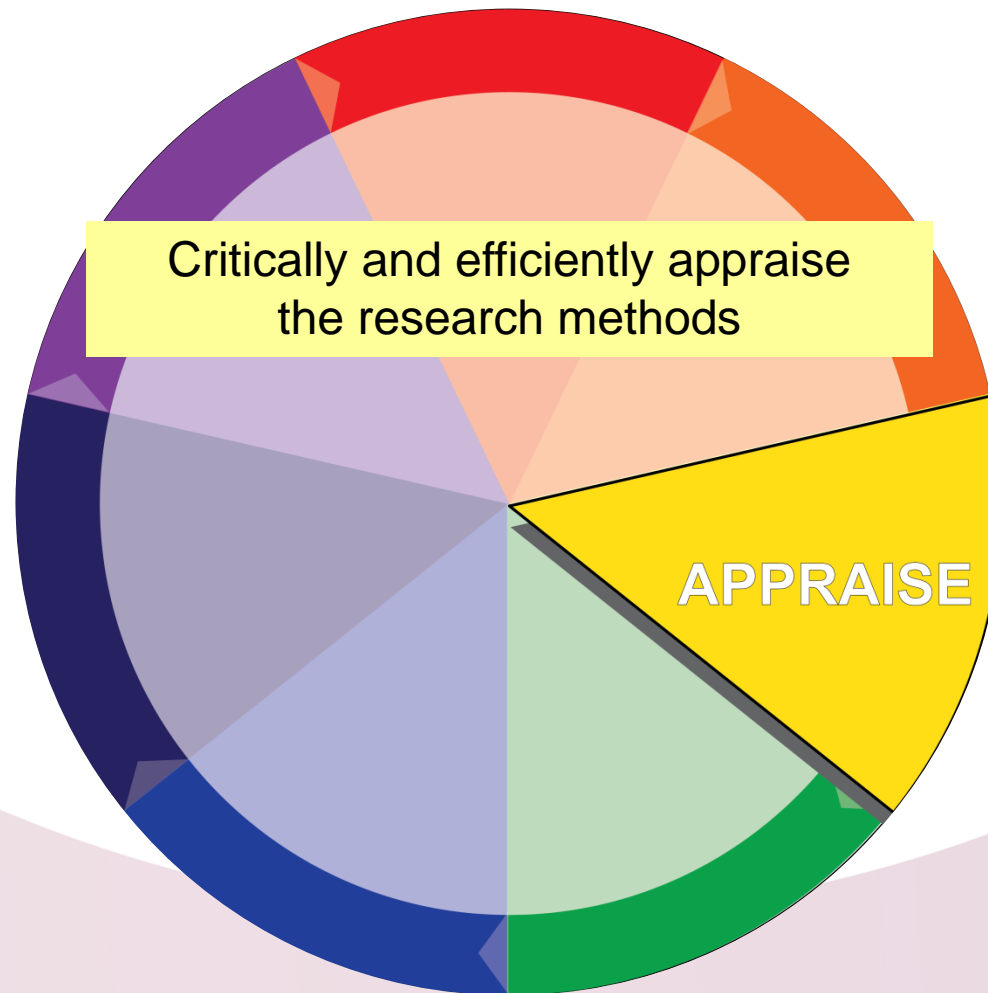 Critically and efficiently appraise
the research methods
APPRAISE